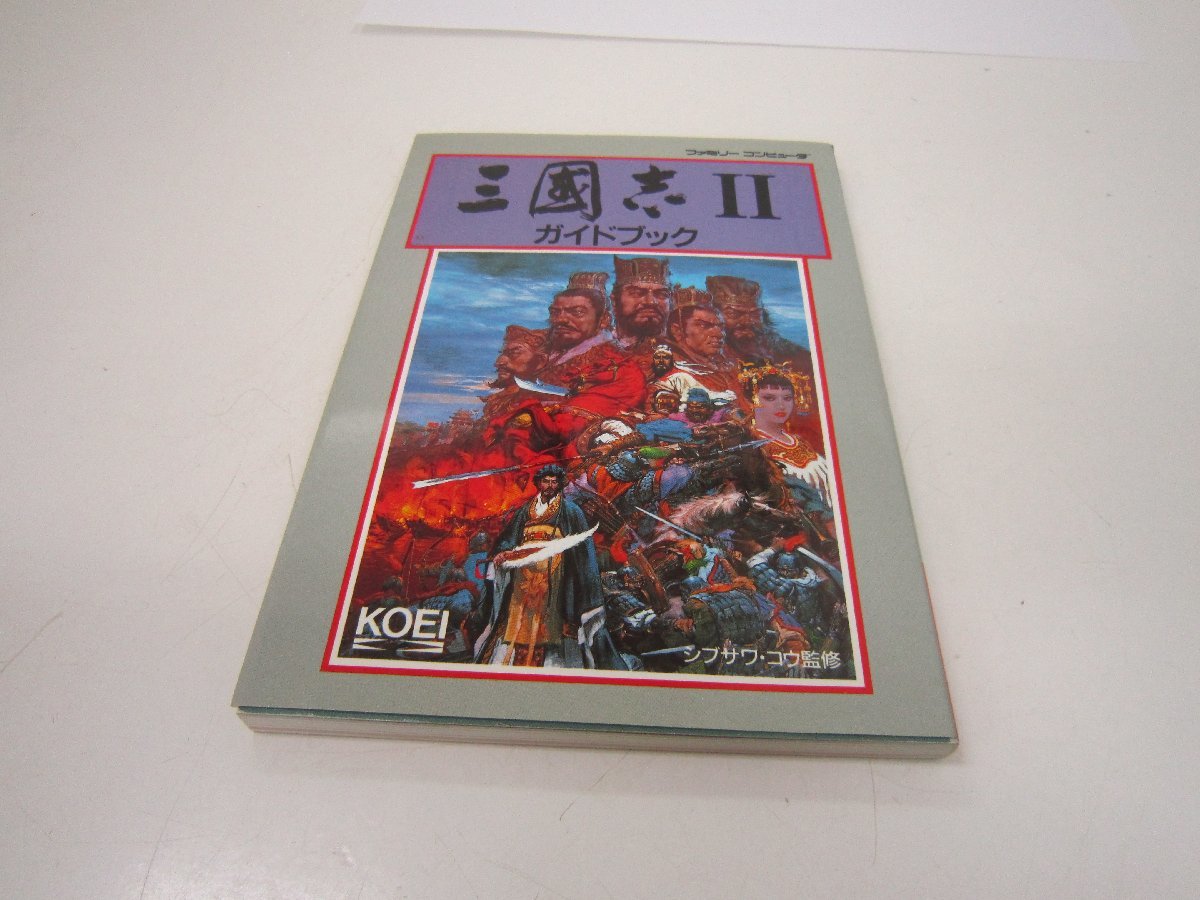 ファミリー コンピュータ
三國志 II
ガイドブック
KOEI
シブサワ・コウ監修